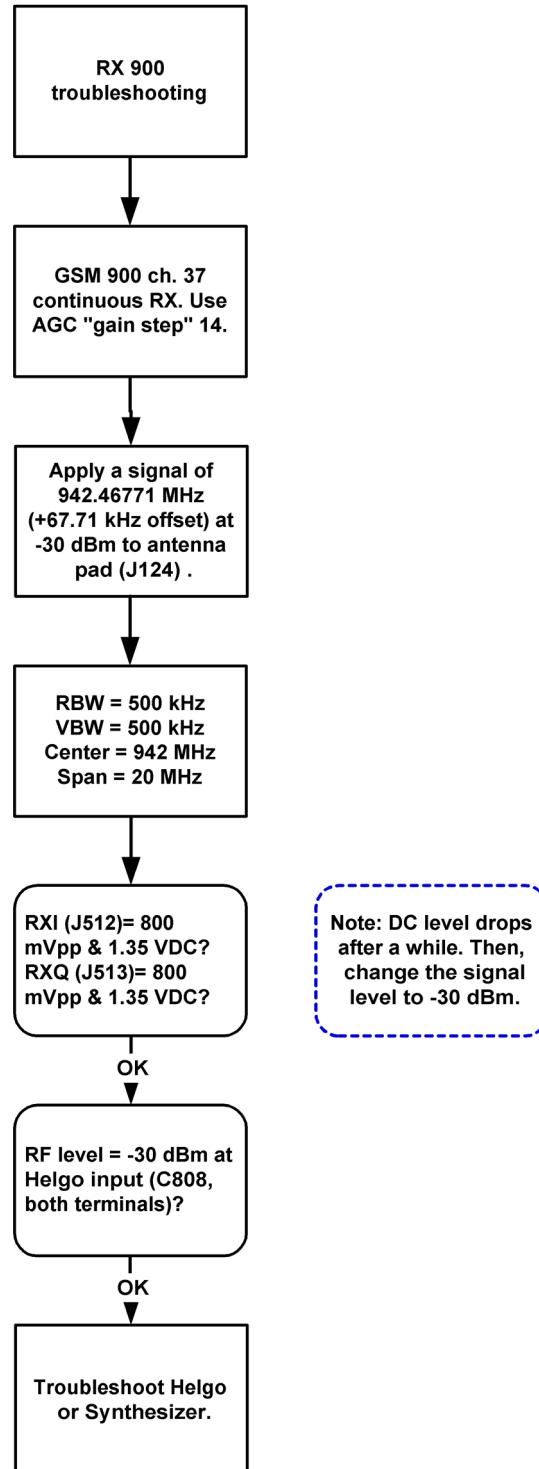 RX 900
troubleshooting
GSM 900 ch. 37
continuous RX. Use
AGC "gain step" 14.
Apply a signal of
942.46771 MHz
(+67.71 kHz offset) at
-30 dBm to antenna
pad (J124) .
RBW = 500 kHz
VBW = 500 kHz
Center = 942 MHz
Span = 20 MHz
RXI (J512)= 800
mVpp & 1.35 VDC?
RXQ (J513)= 800
mVpp & 1.35 VDC?
Note: DC level drops
after a while. Then,
change the signal
level to -30 dBm.
OK
RF level = -30 dBm at
Helgo input (C808,
both terminals)?
OK
Troubleshoot Helgo
or Synthesizer.